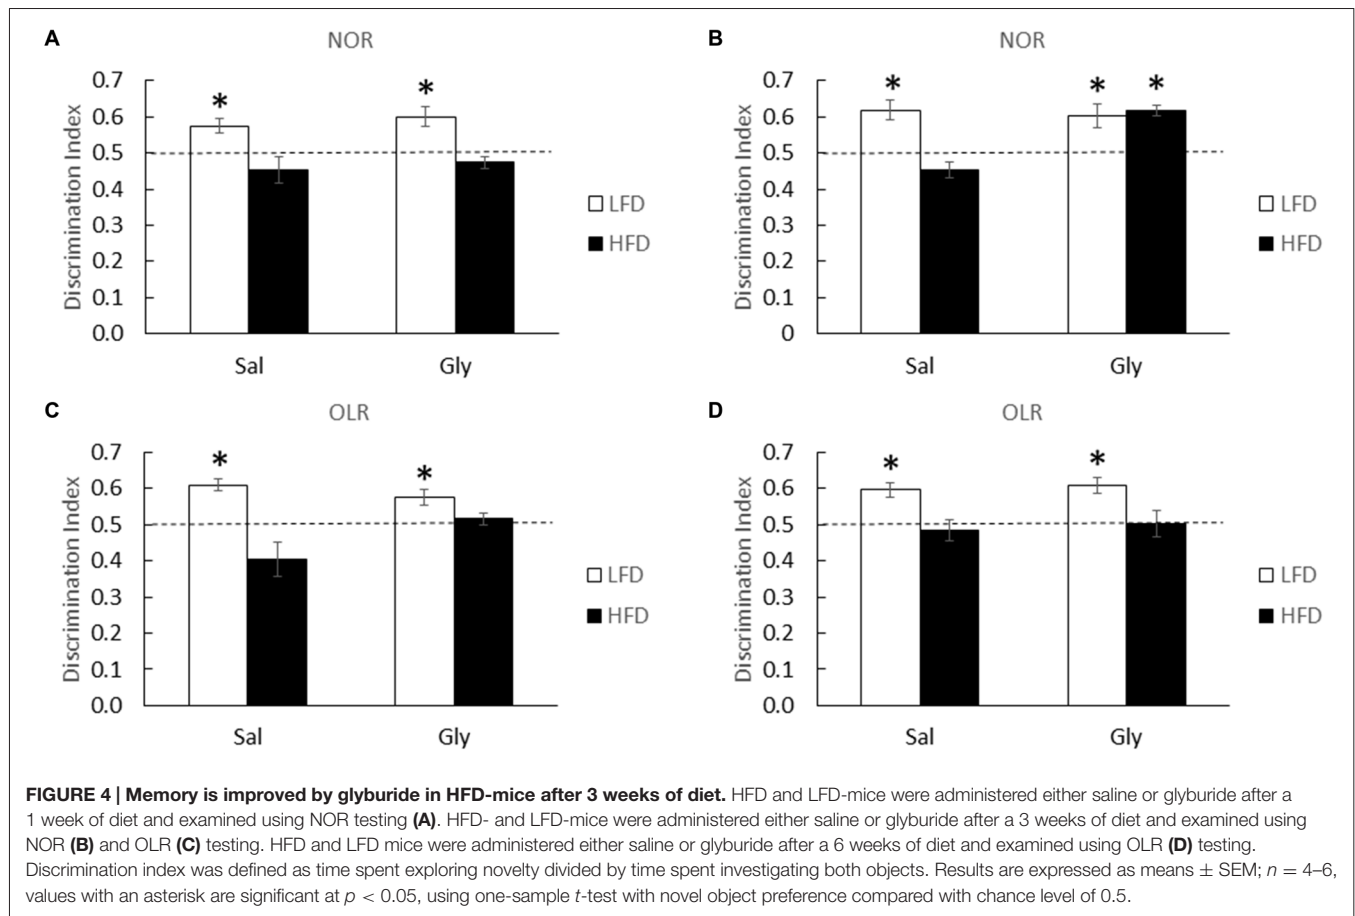 A
NOR
Discrimination Index
0.7
0.6
0.5
0.4
0.3
0.2
0.1
0.0
*
*
Sal
Gly
LFD
HFD
B
NOR
Discrimination Index
0.7
0.6
0.5
0.4
0.3
0.2
0.1
0
*
*
*
Sal
Gly
LFD
HFD
C
OLR
Discrimination Index
0.7
0.6
0.5
0.4
0.3
0.2
0.1
0.0
*
*
Sal
Gly
LFD
HFD
D
OLR
Discrimination Index
0.7
0.6
0.5
0.4
0.3
0.2
0.1
0.0
*
*
Sal
Gly
LFD
HFD
FIGURE 4 | Memory is improved by glyburide in HFD-mice after 3 weeks of diet. HFD and LFD-mice were administered either saline or glyburide after a
1 week of diet and examined using NOR testing (A). HFD- and LFD-mice were administered either saline or glyburide after a 3 weeks of diet and examined using
NOR (B) and OLR (C) testing. HFD and LFD mice were administered either saline or glyburide after a 6 weeks of diet and examined using OLR (D) testing.
Discrimination index was defined as time spent exploring novelty divided by time spent investigating both objects. Results are expressed as means ± SEM; n = 4–6,
values with an asterisk are significant at p < 0.05, using one-sample t-test with novel object preference compared with chance level of 0.5.